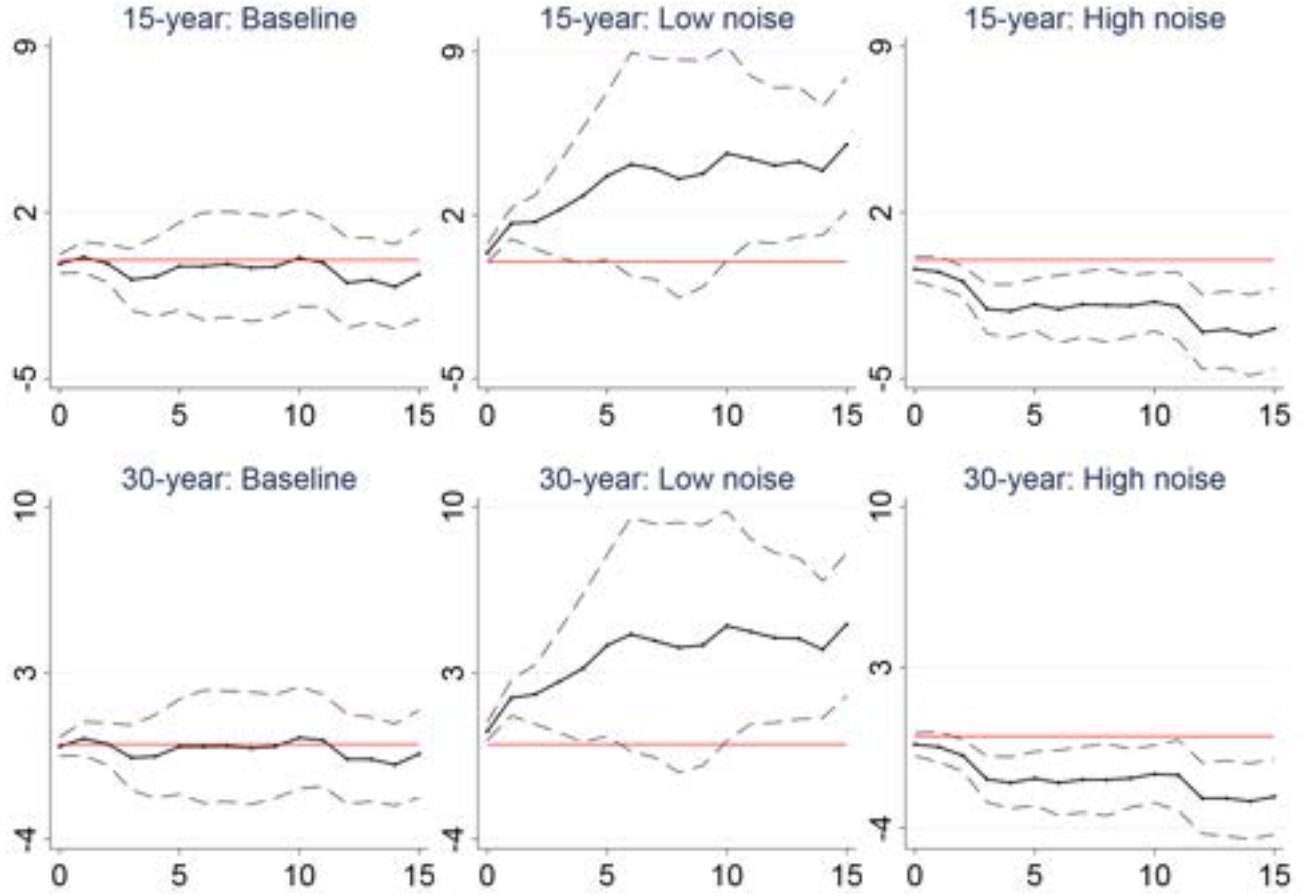 15-year: Baseline
9
2
-5
0 5 10 15
15-year: Low noise
9
2
-5
0 5 10 15
15-year: High noise
9
2
-5
0 5 10 15
30-year: Baseline
10
3
-4
0 5 10 15
30-year: Low noise
10
3
-4
0 5 10 15
30-year: High noise
10
3
-4
0 5 10 15